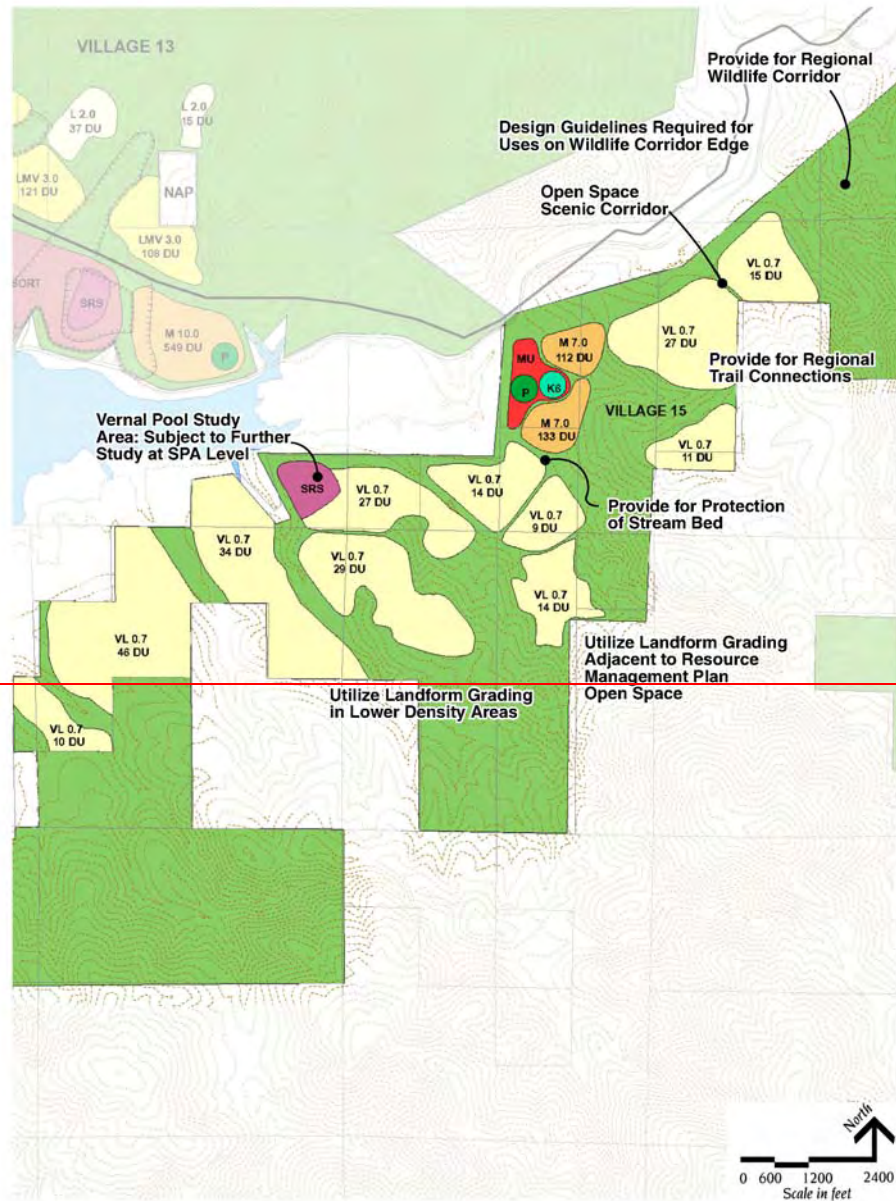 VILLAGE 13
L 2.0
37 DU
L 2.0
15 DU
LMV 3.0
121 DU
NAP
LMV 3.0
108 DU
SORT
SRS
M 10.0
549 DU
P
Provide for Regional
Wildlife Corridor
Design Guidelines Required for
Uses on Wildlife Corridor Edge
Open Space
Scenic Corridor
VL 0.7
15 DU
VL 0.7
27 DU
Provide for Regional
Trail Connections
MU
M 7.0
112 DU
P
K6
M 7.0
133 DU
VILLAGE 15
VL 0.7
11 DU
Vernal Pool Study
Area: Subject to Further
Study at SPA Level
SRS
VL 0.7
27 DU
VL 0.7
14 DU
VL 0.7
9 DU
Provide for Protection
of Stream Bed
VL 0.7
34 DU
VL 0.7
29 DU
VL 0.7
14 DU
VL 0.7
46 DU
Utilize Landform Grading
Adjacent to Resource
Management Plan
Open Space
Utilize Landform Grading
in Lower Density Areas
VL 0.7
10 DU
North
0 600 1200 2400
Scale in feet